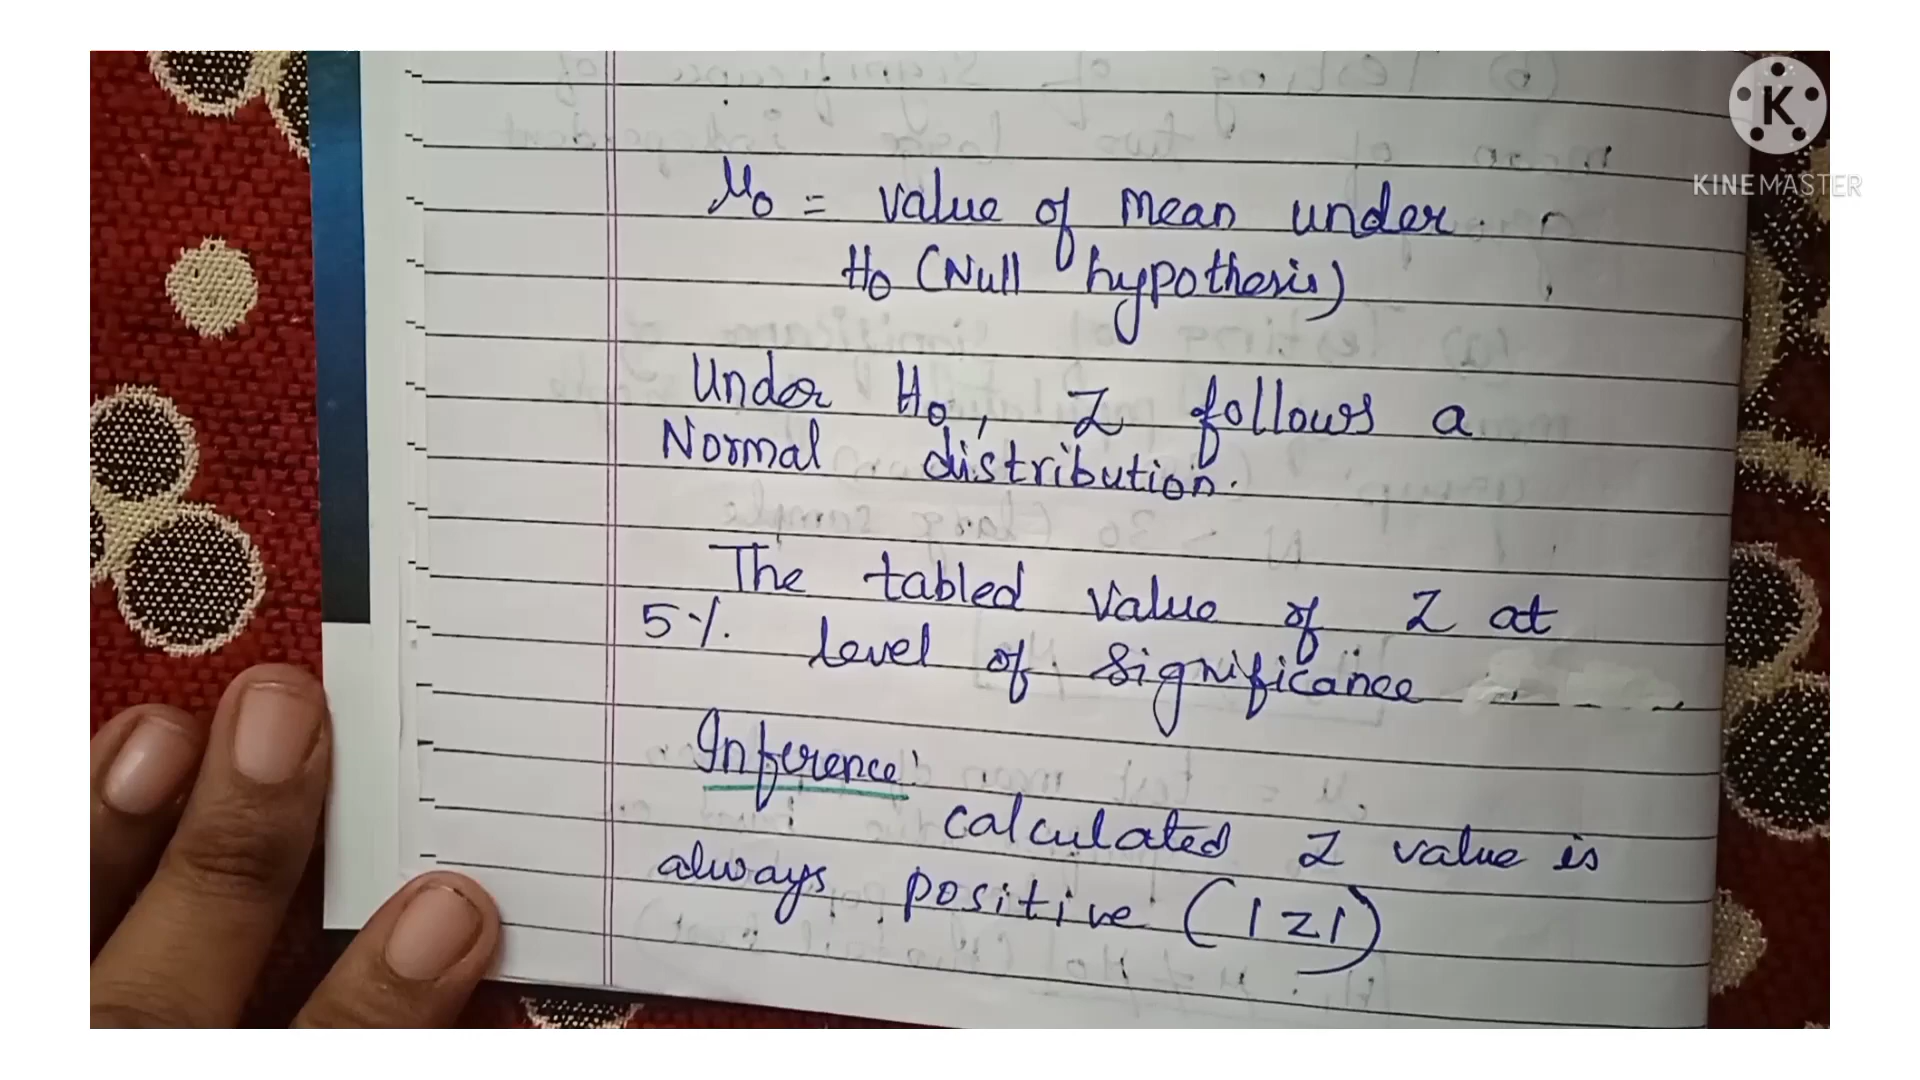 K
KINEMASTER
μ₀ = value of mean under
H₀ (Null hypothesis)
Under H₀, Z follows a
Normal distribution.
The tabled value of Z at
5%. level of significance
Inference:
calculated Z value is
always positive (|z|)